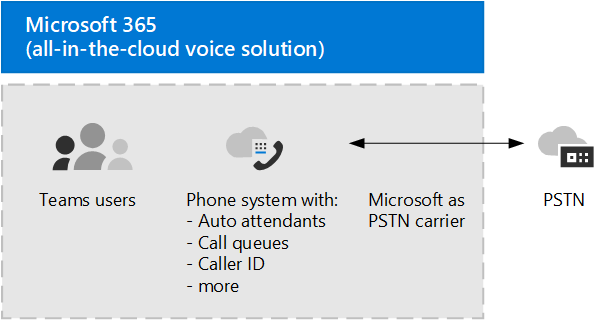 Microsoft 365
(all-in-the-cloud voice solution)
Teams users
Phone system with:
- Auto attendants
- Call queues
- Caller ID
- more
Microsoft as
PSTN carrier
PSTN